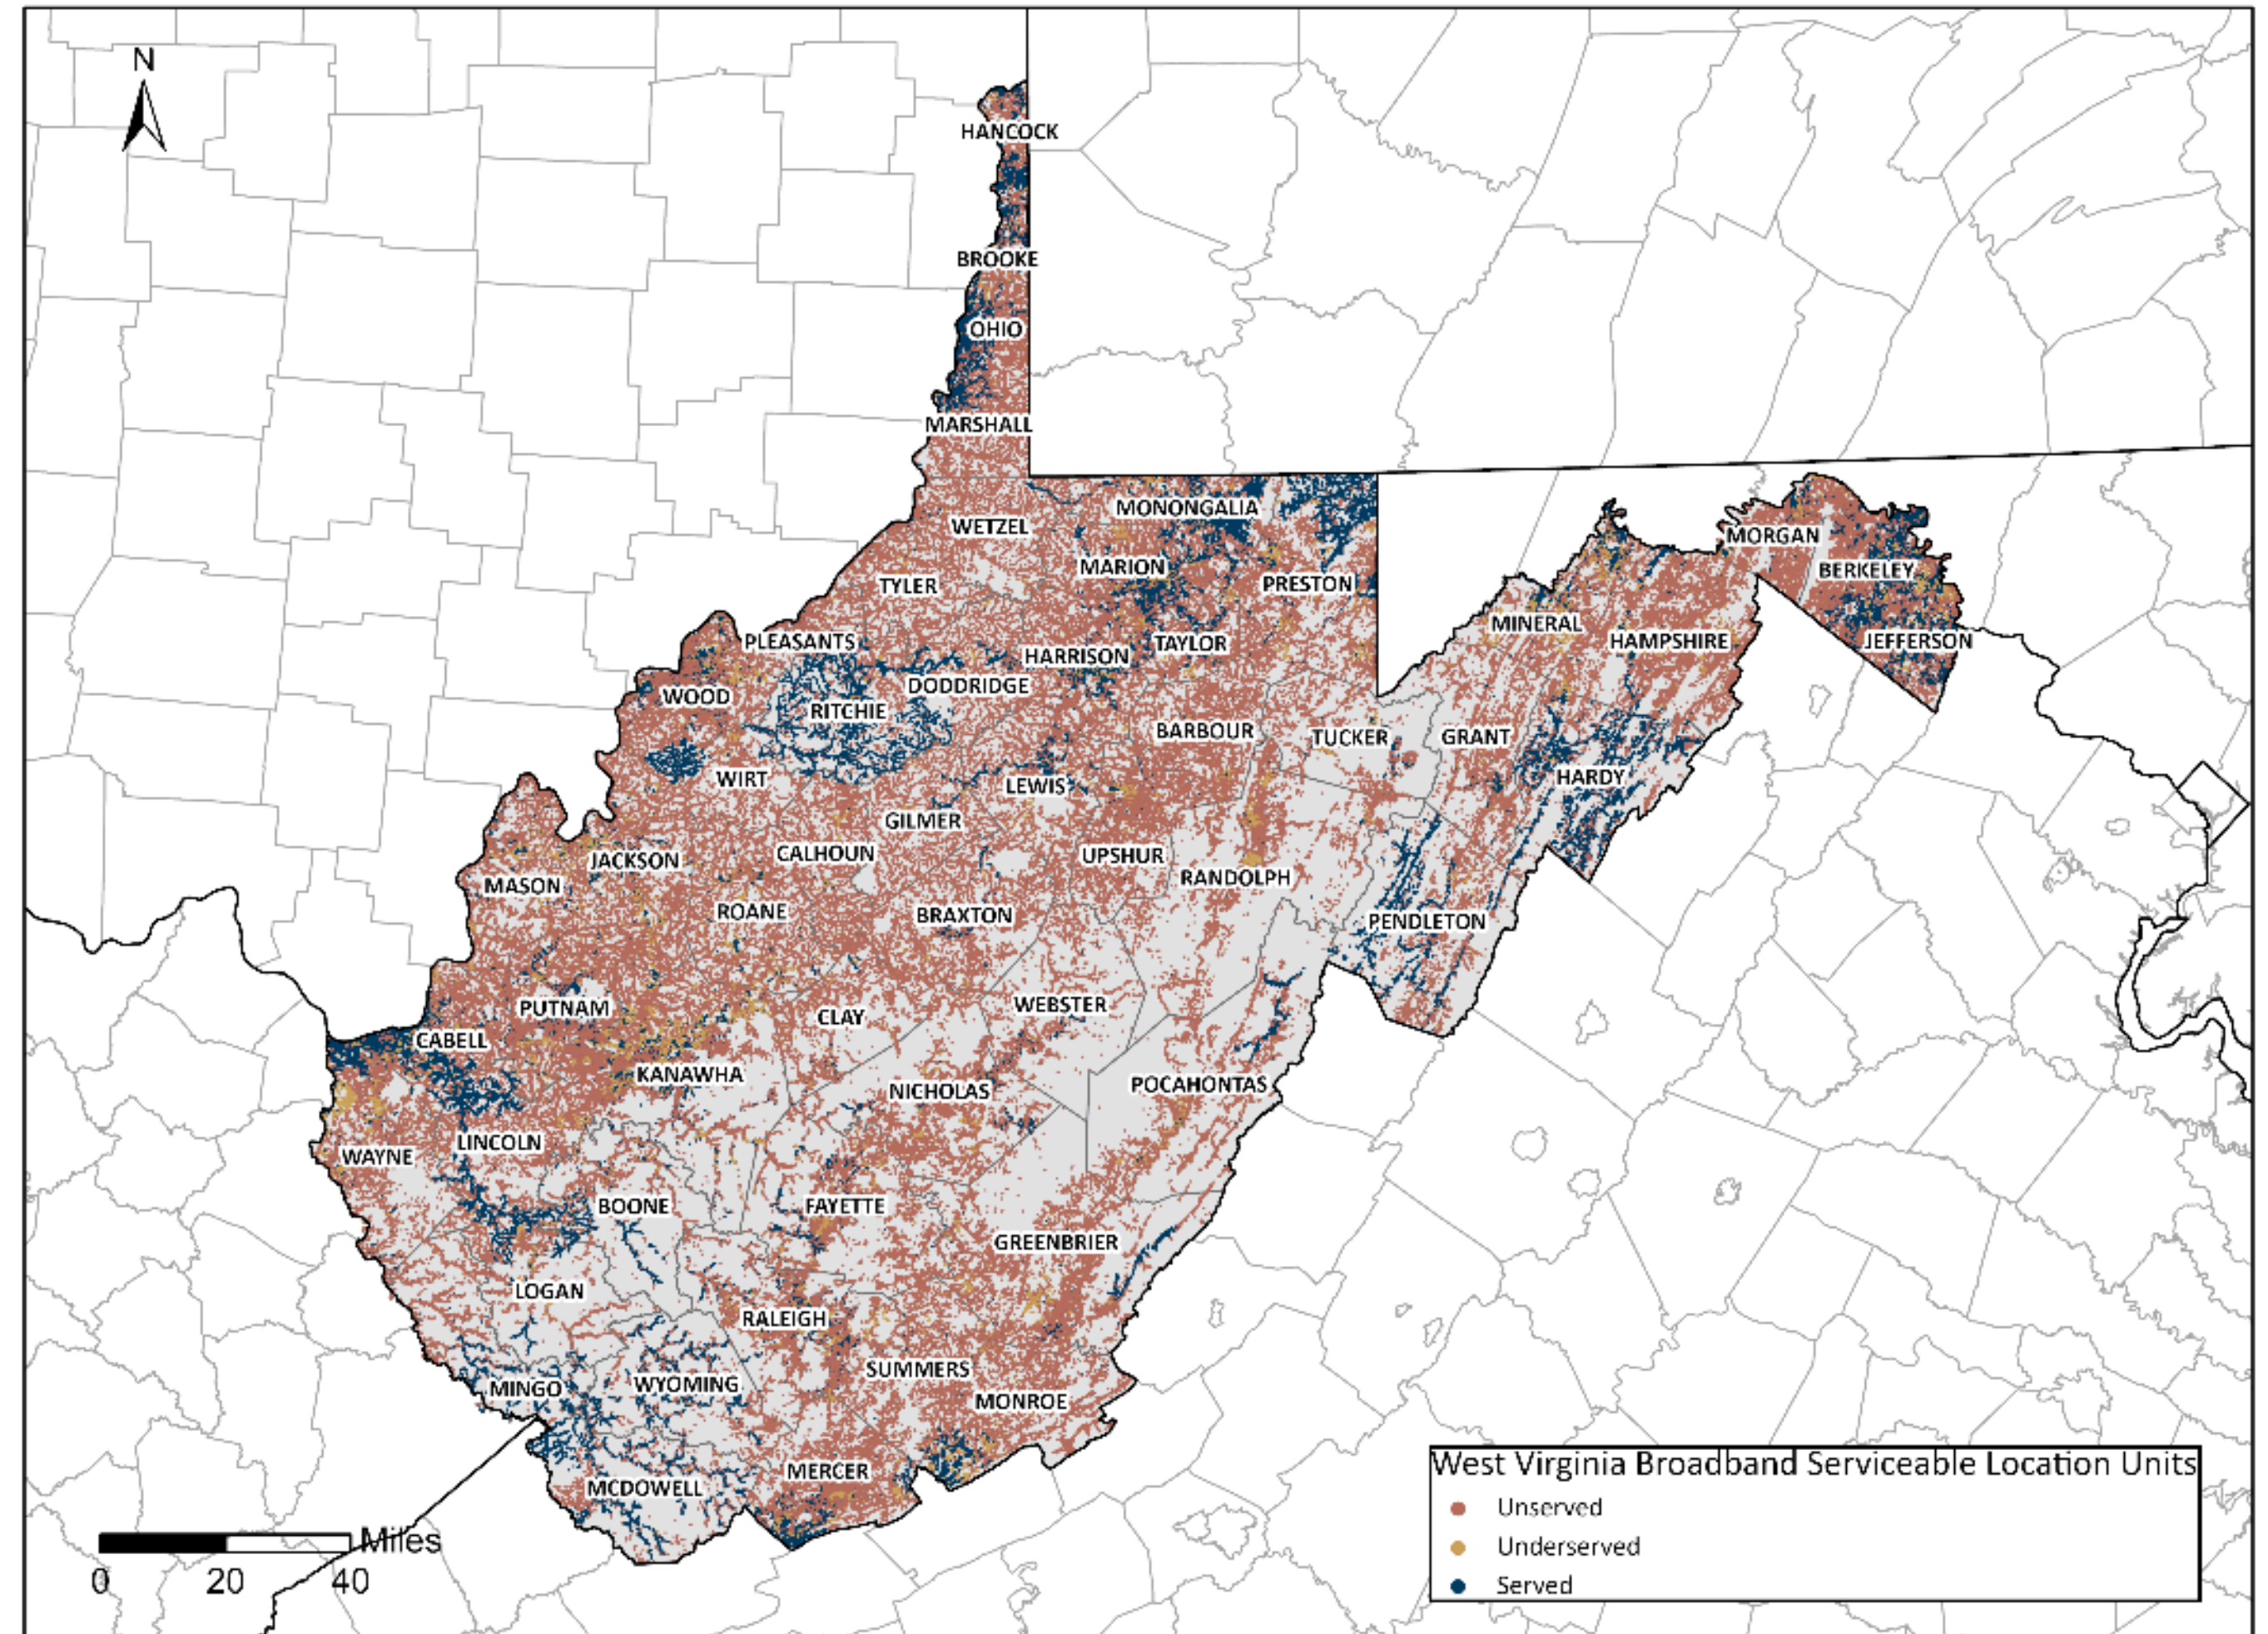 N
HANCOCK
BROOKE
OHIO
MARSHALL
MONONGALIA
WETZEL
MORGAN
MARION
BERKELEY
TYLER
PRESTON
MINERAL
PLEASANTS
TAYLOR
HAMPSHIRE
JEFFERSON
HARRISON
DODDRIDGE
WOOD
RITCHIE
BARBOUR
TUCKER
GRANT
WIRT
HARDY
LEWIS
GILMER
CALHOUN
UPSHUR
JACKSON
RANDOLPH
MASON
ROANE
BRAXTON
PENDLETON
WEBSTER
PUTNAM
CLAY
CABELL
KANAWHA
POCAHONTAS
NICHOLAS
LINCOLN
WAYNE
BOONE
FAYETTE
GREENBRIER
LOGAN
RALEIGH
SUMMERS
WYOMING
MINGO
MONROE
MERCER
MCDOWELL
West Virginia Broadband Serviceable Location Units
Unserved
Underserved
Served
Miles
0 20 40